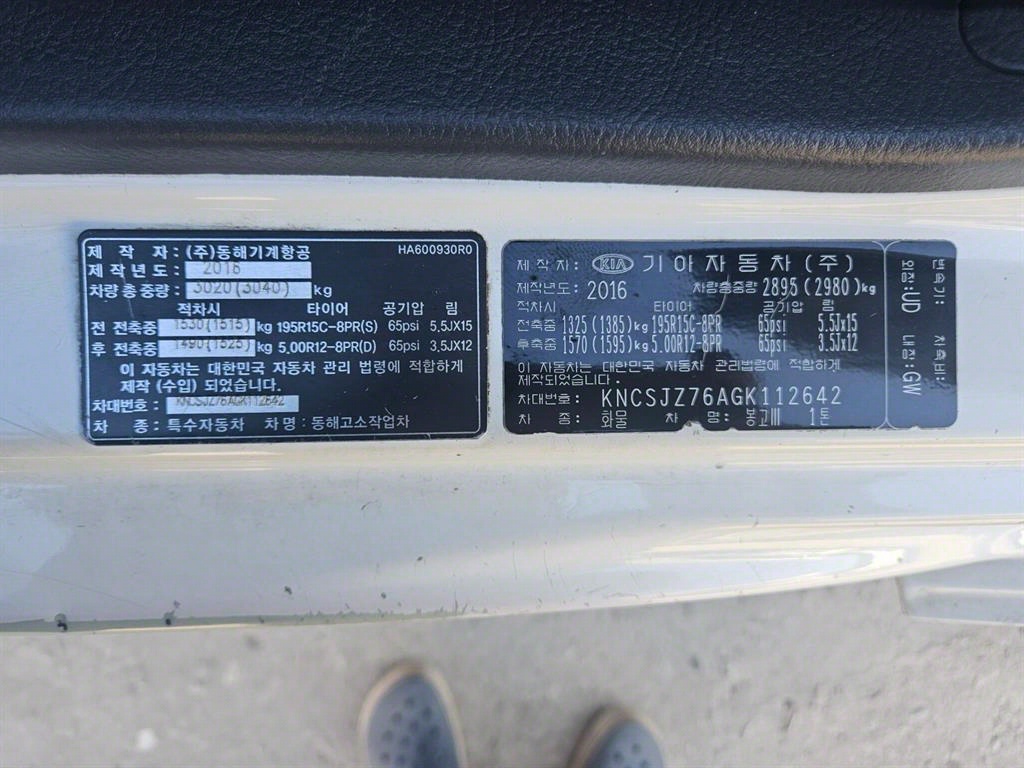 제 작 자 : (주)동해기계항공 HA600930R0
제작년도 : 2016
차량총중량 : 3020(3040) kg
적차시 타이어 공기압 림
전 전축중 1530(1515) kg 195R15C-8PR(S) 65psi 5.5JX15
후 전축중 1490(1525) kg 5.00R12-8PR(D) 65psi 3.5JX12
이 자동차는 대한민국 자동차 관리 법령에 적합하게
제작 (수입) 되었습니다.
차대번호 : KNCSJZ76AGK112642
차 종 : 특수자동차 차 명 : 동해고소작업차
제 작 자: KIA 기아자동차(주)
제작년도: 2016 차량총중량 2895(2980)kg
적차시 타이어 공기압 림
전축중 1325(1385)kg 195R15C-8PR 65psi 5.5Jx15
후축중 1570(1595)kg 5.00R12-8PR 65psi 3.5Jx12
이 자동차는 대한민국 자동차관리법령에 적합하게
제작되었습니다.
차대번호: KNCSJZ76AGK112642
차 종: 화물 차 명: 봉고III 1톤
변속기: 치축비:
외장: UD 내장: GW